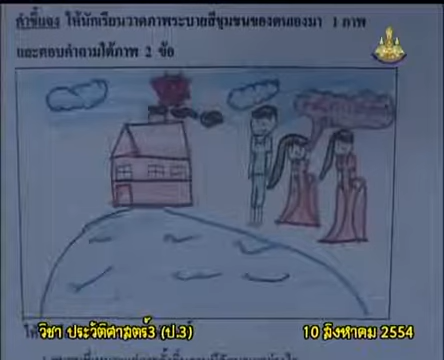 คำชี้แจง ให้นักเรียนวาดภาพระบายสีชุมชนของตนเองมา 1 ภาพ
และตอบคำถามใต้ภาพ 2 ข้อ
วิชา ประวัติศาสตร์3 (ป.3)
10 สิงหาคม 2554